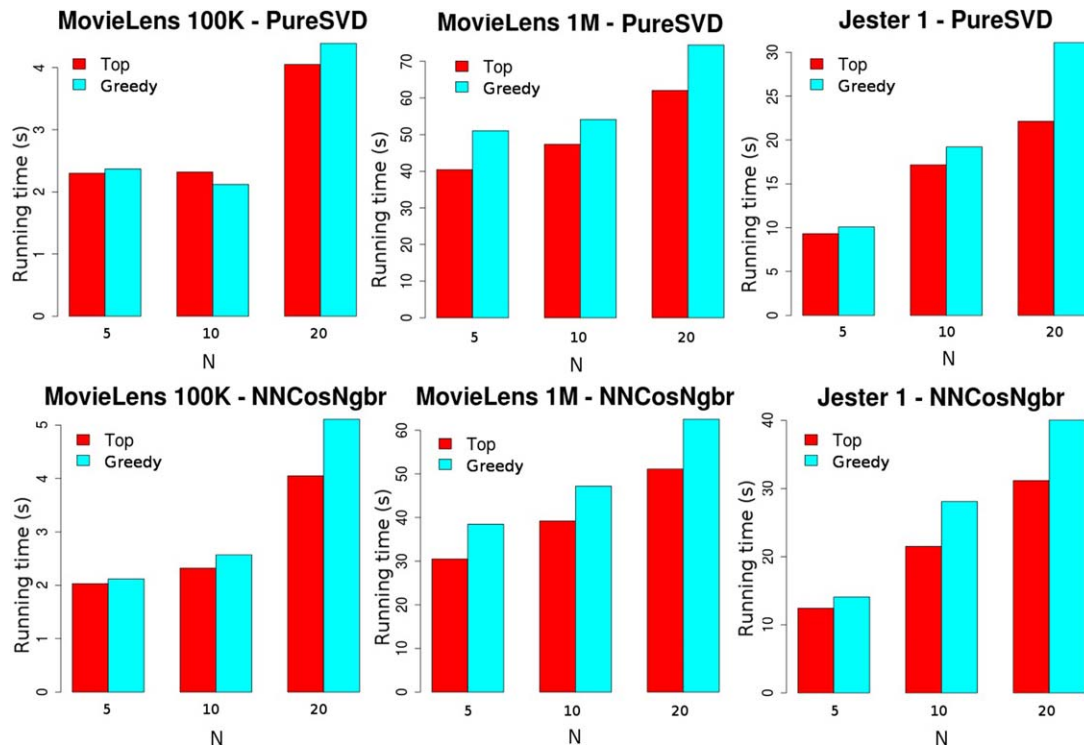 MovieLens 100K - PureSVD
Running time (s)
4
3
2
1
0
Top
Greedy
5 10 20
N
MovieLens 1M - PureSVD
Running time (s)
70
60
50
40
30
20
10
0
Top
Greedy
5 10 20
N
Jester 1 - PureSVD
Running time (s)
30
25
20
15
10
5
0
Top
Greedy
5 10 20
N
MovieLens 100K - NNCosNgbr
Running time (s)
5
4
3
2
1
0
Top
Greedy
5 10 20
N
MovieLens 1M - NNCosNgbr
Running time (s)
60
50
40
30
20
10
0
Top
Greedy
5 10 20
N
Jester 1 - NNCosNgbr
Running time (s)
40
30
20
10
0
Top
Greedy
5 10 20
N